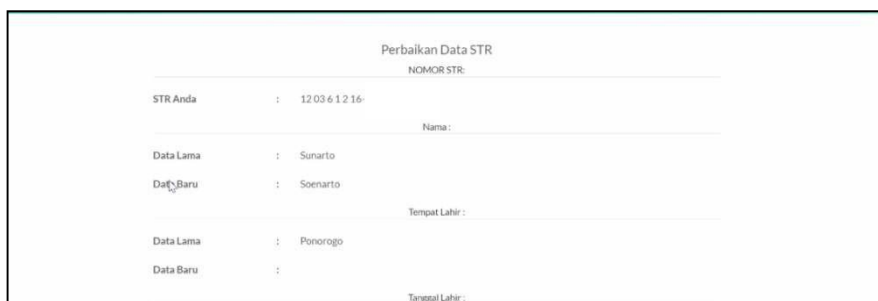 Perbaikan Data STR
NOMOR STR:
STR Anda : 12 03 6 1 2 16-
Nama :
Data Lama : Sunarto
Data Baru : Soenarto
Tempat Lahir :
Data Lama : Ponorogo
Data Baru :
Tanggal Lahir :